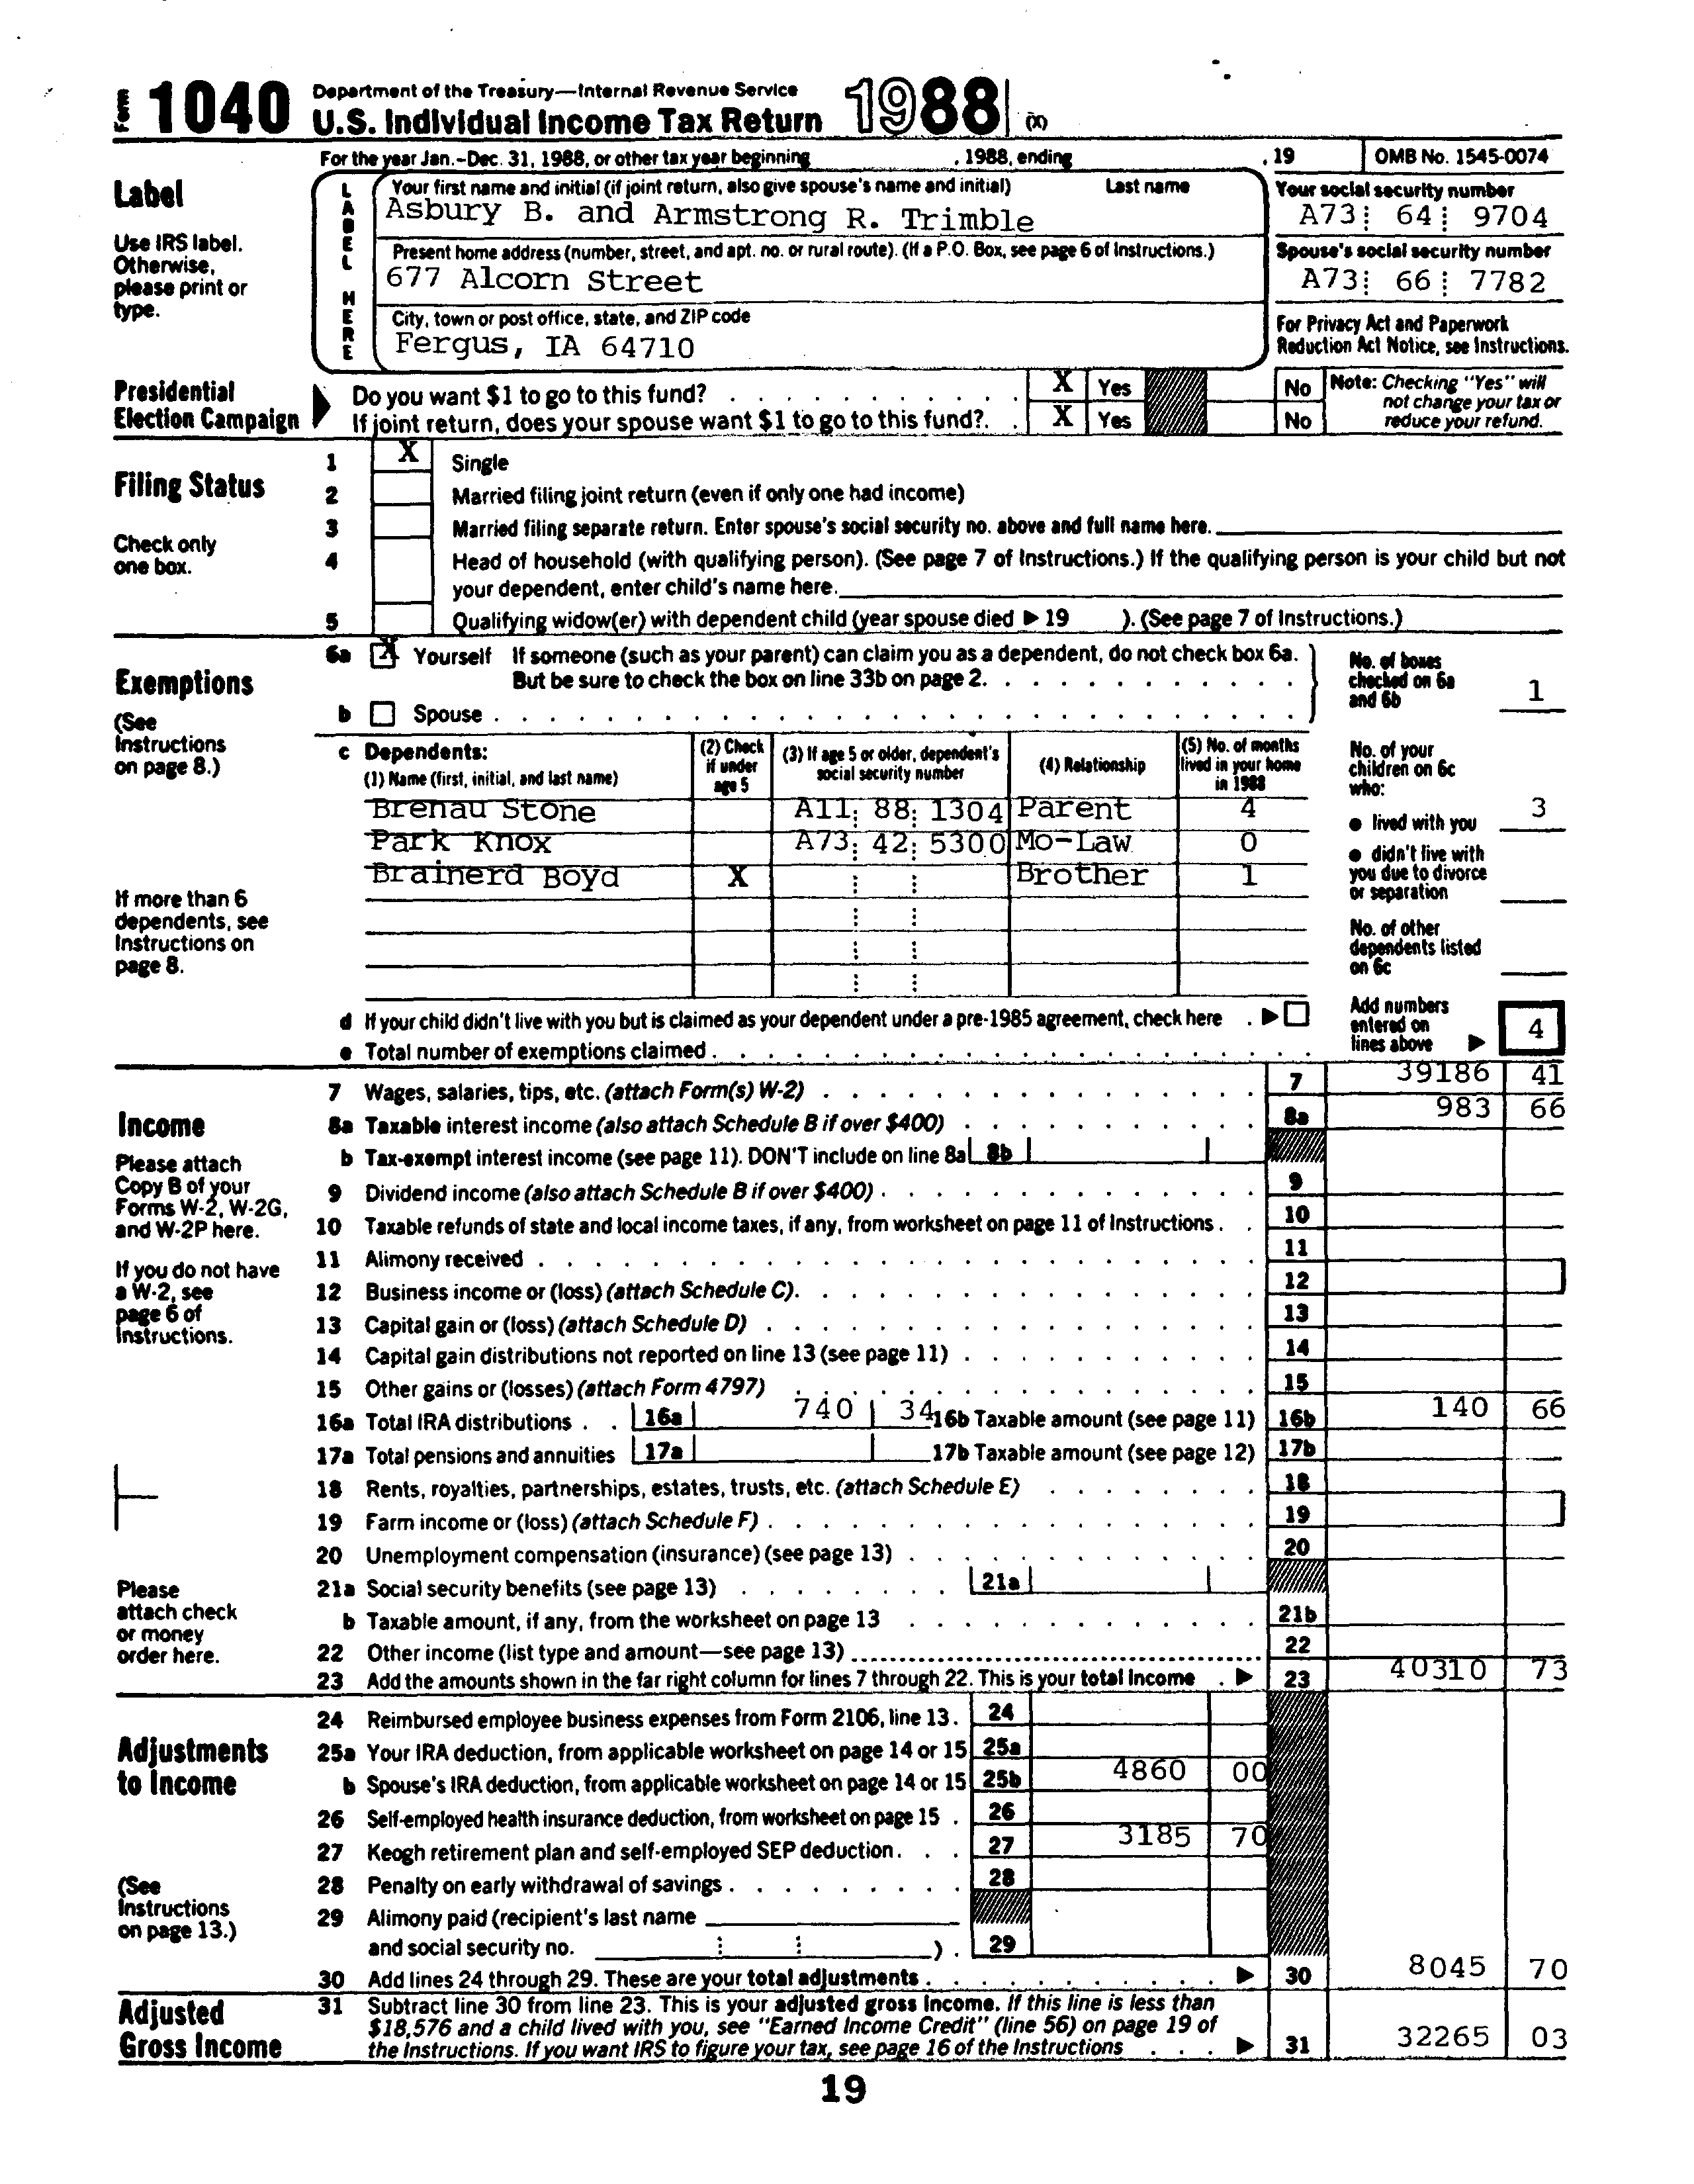 Form 1040 Department of the Treasury—Internal Revenue Service
U.S. Individual Income Tax Return 1988 (X)
For the year Jan.-Dec. 31, 1988, or other tax year beginning , 1988, ending , 19 OMB No. 1545-0074
Label
Use IRS label.
Otherwise,
please print or
type.
LABEL HERE
Your first name and initial (if joint return, also give spouse's name and initial) Last name
Asbury B. and Armstrong R. Trimble
Present home address (number, street, and apt. no. or rural route). (If a P.O. Box, see page 6 of Instructions.)
677 Alcorn Street
City, town or post office, state, and ZIP code
Fergus, IA 64710
Your social security number
A73 64 9704
Spouse's social security number
A73 66 7782
For Privacy Act and Paperwork
Reduction Act Notice, see Instructions.
Presidential
Election Campaign
Do you want $1 to go to this fund? X Yes No
If joint return, does your spouse want $1 to go to this fund? X Yes No
Note: Checking "Yes" will
not change your tax or
reduce your refund.
Filing Status
Check only
one box.
1 X Single
2 Married filing joint return (even if only one had income)
3 Married filing separate return. Enter spouse's social security no. above and full name here.
4 Head of household (with qualifying person). (See page 7 of Instructions.) If the qualifying person is your child but not
your dependent, enter child's name here.
5 Qualifying widow(er) with dependent child (year spouse died ▶ 19 ). (See page 7 of Instructions.)
Exemptions
(See
Instructions
on page 8.)
If more than 6
dependents, see
Instructions on
page 8.
6a X Yourself If someone (such as your parent) can claim you as a dependent, do not check box 6a.
But be sure to check the box on line 33b on page 2.
b Spouse
No. of boxes
checked on 6a
and 6b 1
c Dependents:
(1) Name (first, initial, and last name)
(2) Check
if under
age 5
(3) If age 5 or older, dependent's
social security number
(4) Relationship
(5) No. of months
lived in your home
in 1988
Brenau Stone A11 88 1304 Parent 4
Park Knox A73 42 5300 Mo-Law 0
Brainerd Boyd X Brother 1
No. of your
children on 6c
who:
● lived with you 3
● didn't live with
you due to divorce
or separation
No. of other
dependents listed
on 6c
d If your child didn't live with you but is claimed as your dependent under a pre-1985 agreement, check here ▶
e Total number of exemptions claimed
Add numbers
entered on
lines above ▶ 4
Income
Please attach
Copy B of your
Forms W-2, W-2G,
and W-2P here.
If you do not have
a W-2, see
page 6 of
Instructions.
Please
attach check
or money
order here.
7 Wages, salaries, tips, etc. (attach Form(s) W-2) 7 39186 41
8a Taxable interest income (also attach Schedule B if over $400) 8a 983 66
b Tax-exempt interest income (see page 11). DON'T include on line 8a 8b
9 Dividend income (also attach Schedule B if over $400) 9
10 Taxable refunds of state and local income taxes, if any, from worksheet on page 11 of Instructions 10
11 Alimony received 11
12 Business income or (loss) (attach Schedule C) 12
13 Capital gain or (loss) (attach Schedule D) 13
14 Capital gain distributions not reported on line 13 (see page 11) 14
15 Other gains or (losses) (attach Form 4797) 15
16a Total IRA distributions 16a 740 34 16b Taxable amount (see page 11) 16b 140 66
17a Total pensions and annuities 17a 17b Taxable amount (see page 12) 17b
18 Rents, royalties, partnerships, estates, trusts, etc. (attach Schedule E) 18
19 Farm income or (loss) (attach Schedule F) 19
20 Unemployment compensation (insurance) (see page 13) 20
21a Social security benefits (see page 13) 21a
b Taxable amount, if any, from the worksheet on page 13 21b
22 Other income (list type and amount—see page 13) 22
23 Add the amounts shown in the far right column for lines 7 through 22. This is your total income ▶ 23 40310 73
Adjustments
to Income
(See
Instructions
on page 13.)
24 Reimbursed employee business expenses from Form 2106, line 13. 24
25a Your IRA deduction, from applicable worksheet on page 14 or 15 25a
b Spouse's IRA deduction, from applicable worksheet on page 14 or 15 25b 4860 00
26 Self-employed health insurance deduction, from worksheet on page 15 26
27 Keogh retirement plan and self-employed SEP deduction 27 3185 70
28 Penalty on early withdrawal of savings 28
29 Alimony paid (recipient's last name
and social security no. ) 29
30 Add lines 24 through 29. These are your total adjustments ▶ 30 8045 70
Adjusted
Gross Income
31 Subtract line 30 from line 23. This is your adjusted gross income. If this line is less than
$18,576 and a child lived with you, see "Earned Income Credit" (line 56) on page 19 of
the Instructions. If you want IRS to figure your tax, see page 16 of the Instructions ▶ 31 32265 03
19